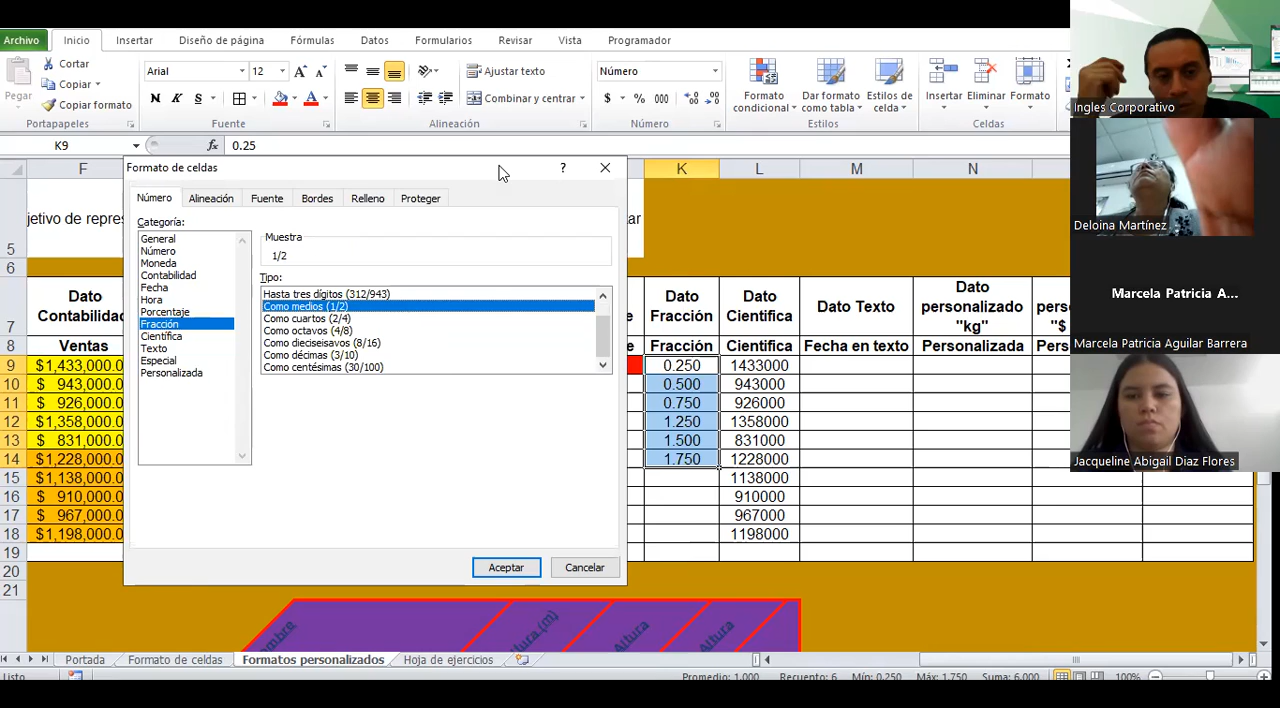 Archivo Inicio Insertar Diseño de página Fórmulas Datos Formularios Revisar Vista Programador
Cortar
Copiar
Copiar formato
Pegar
Portapapeles
Arial 12
N K S
Fuente
Ajustar texto
Combinar y centrar
Alineación
Número
$ % 000
Número
Formato condicional
Dar formato como tabla
Estilos de celda
Estilos
Insertar Eliminar Formato
Celdas
K9 fx 0.25
Formato de celdas ?
Número Alineación Fuente Bordes Relleno Proteger
Categoría:
General
Número
Moneda
Contabilidad
Fecha
Hora
Porcentaje
Fracción
Científica
Texto
Especial
Personalizada
Muestra
1/2
Tipo:
Hasta tres dígitos (312/943)
Como medios (1/2)
Como cuartos (2/4)
Como octavos (4/8)
Como dieciseisavos (8/16)
Como décimas (3/10)
Como centésimas (30/100)
Aceptar Cancelar
F K L M N
5 jetivo de repres
6
7 Dato Contabilidad Dato Fracción Dato Científica Dato Texto Dato personalizado "kg" "$
8 Ventas Fracción Científica Fecha en texto Personalizada Pers
9 $1,433,000.0 0.250 1433000
10 $ 943,000.0 0.500 943000
11 $ 926,000.0 0.750 926000
12 $1,358,000.0 1.250 1358000
13 $ 831,000.0 1.500 831000
14 $1,228,000.0 1.750 1228000
15 $1,138,000.0 1138000
16 $ 910,000.0 910000
17 $ 967,000.0 967000
18 $1,198,000.0 1198000
19
20
21
ombre
ltura (m)
Altura
Altura
Portada Formato de celdas Formatos personalizados Hoja de ejercicios
Listo Promedio: 1.000 Recuento: 6 Mín: 0.250 Máx: 1.750 Suma: 6.000 100%
Ingles Corporativo
Deloina Martínez
Marcela Patricia A...
Marcela Patricia Aguilar Barrera
Jacqueline Abigail Diaz Flores